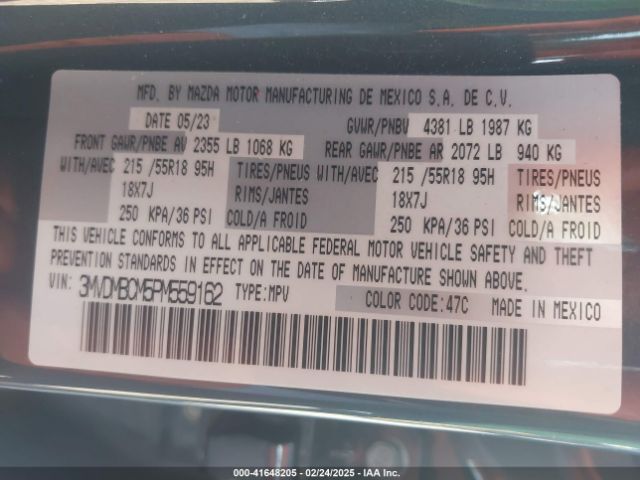 MFD. BY MAZDA MOTOR MANUFACTURING DE MEXICO S.A. DE C.V.
DATE 05/23 GVWR/PNBV 4381 LB 1987 KG
FRONT GAWR/PNBE AV 2355 LB 1068 KG REAR GAWR/PNBE AR 2072 LB 940 KG
WITH/AVEC 215 /55R18 95H TIRES/PNEUS WITH/AVEC 215 /55R18 95H TIRES/PNEUS
18X7J RIMS/JANTES 18X7J RIMS/JANTES
250 KPA/36 PSI COLD/A FROID 250 KPA/36 PSI COLD/A FROID
THIS VEHICLE CONFORMS TO ALL APPLICABLE FEDERAL MOTOR VEHICLE SAFETY AND THEFT
PREVENTION STANDARDS IN EFFECT ON THE DATE OF MANUFACTURE SHOWN ABOVE.
VIN: 3MVDMBCM5PM559162 TYPE:MPV COLOR CODE:47C MADE IN MEXICO
000-41648205 - 02/24/2025 - IAA Inc.